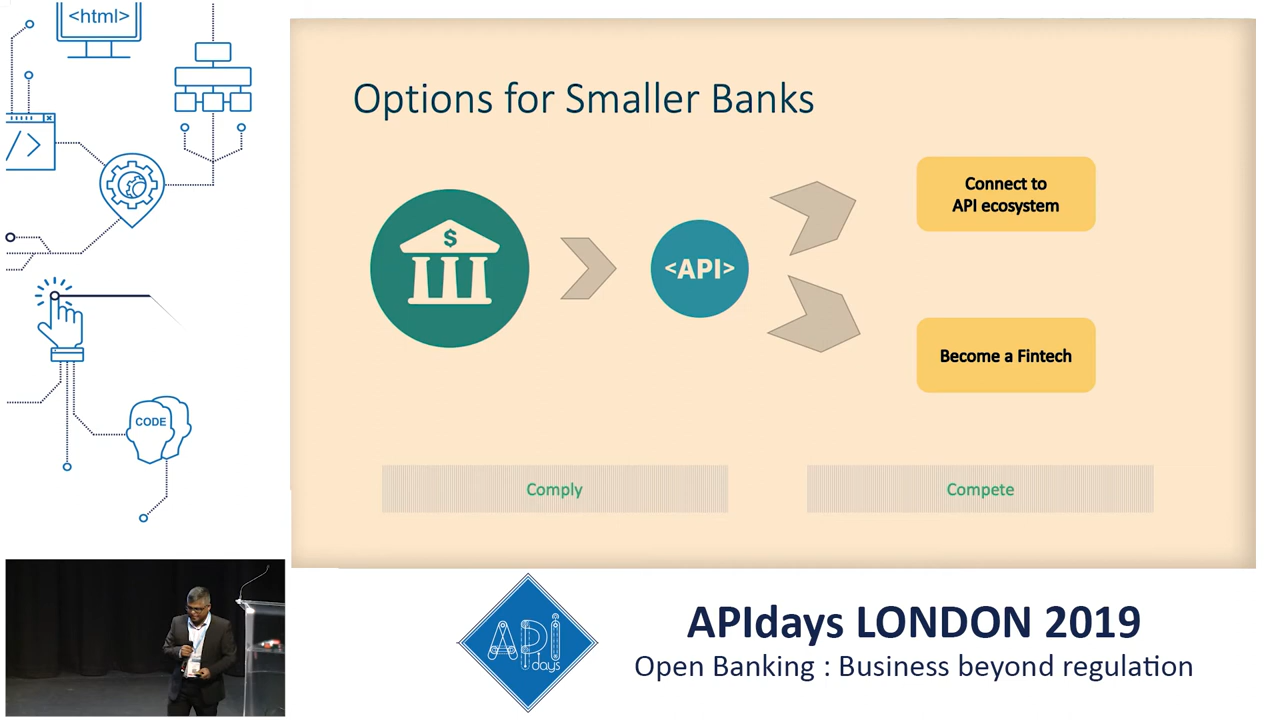 <html>
</>
CODE
Options for Smaller Banks
$
<API>
Connect to
API ecosystem
Become a Fintech
Comply
Compete
API
days
APIdays LONDON 2019
Open Banking : Business beyond regulation